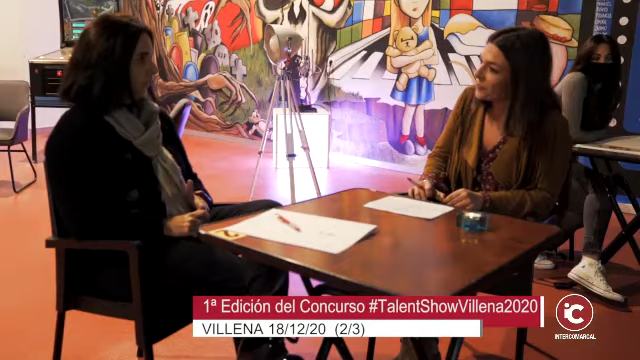 1ª Edición del Concurso #TalentShowVillena2020
VILLENA 18/12/20 (2/3)
INTERCOMARCAL